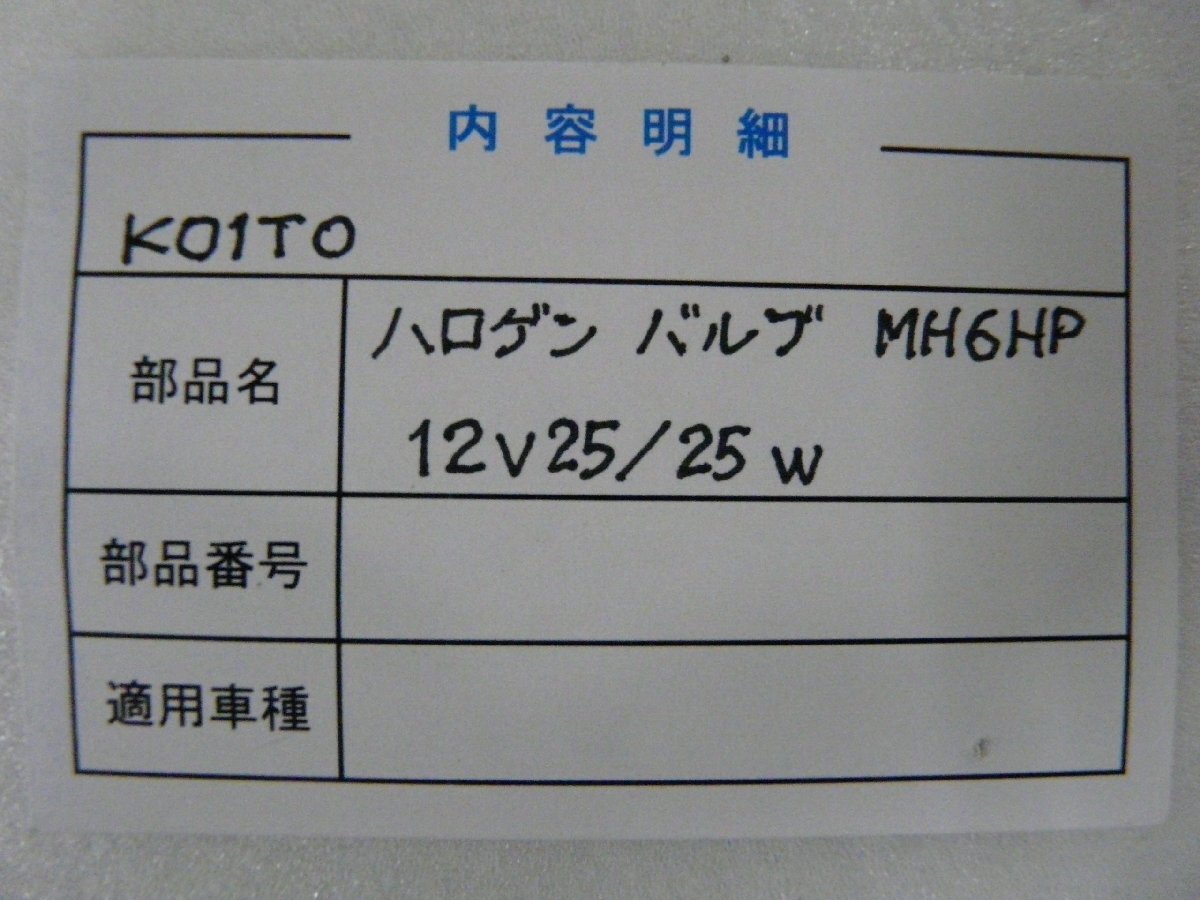 内容明細
KO1TO
部品名 ハロゲン バルブ MH6HP
12V25/25W
部品番号
適用車種